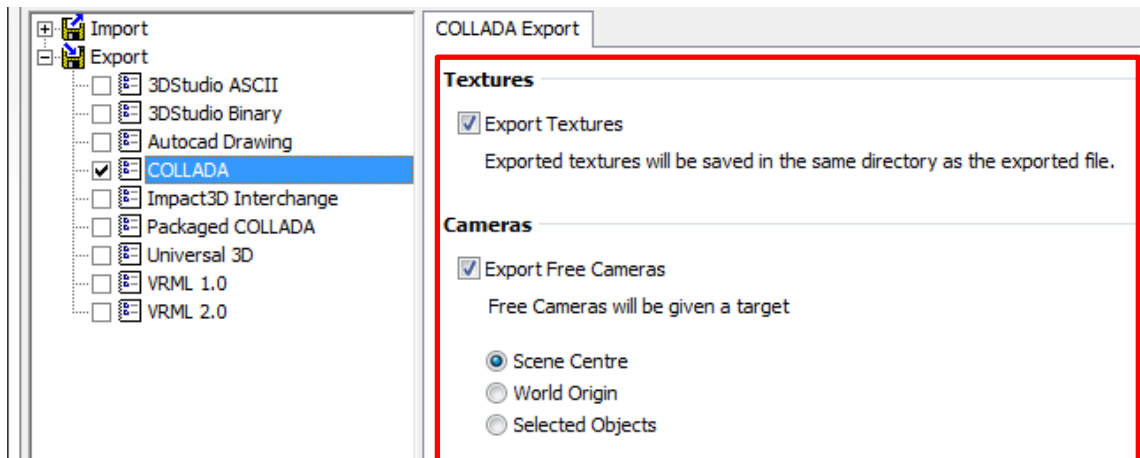 Import
Export
3DStudio ASCII
3DStudio Binary
Autocad Drawing
COLLADA
Impact3D Interchange
Packaged COLLADA
Universal 3D
VRML 1.0
VRML 2.0
COLLADA Export
Textures
Export Textures
Exported textures will be saved in the same directory as the exported file.
Cameras
Export Free Cameras
Free Cameras will be given a target
Scene Centre
World Origin
Selected Objects